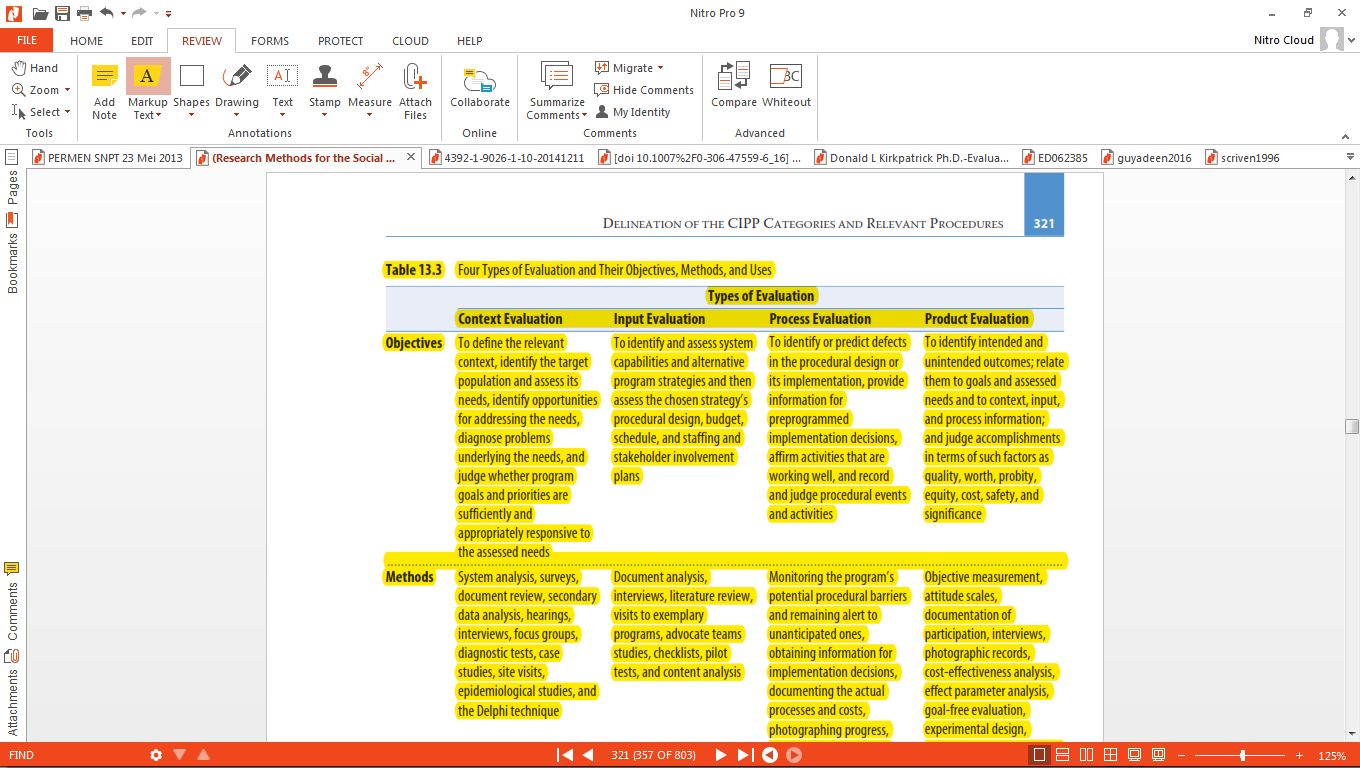 Nitro Pro 9
FILE HOME EDIT REVIEW FORMS PROTECT CLOUD HELP Nitro Cloud
Hand
Zoom
Select
Tools
Add Note
Markup Text
Shapes
Drawing
Text
Stamp
Measure
Attach Files
Annotations
Collaborate
Online
Summarize Comments
Migrate
Hide Comments
My Identity
Comments
Compare
Whiteout
Advanced
PERMEN SNPT 23 Mei 2013
(Research Methods for the Social ...
4392-1-9026-1-10-20141211
[doi 10.1007%2F0-306-47559-6_16] ...
Donald L Kirkpatrick Ph.D.-Evalua...
ED062385
guyadeen2016
scriven1996
Pages
Bookmarks
Comments
Attachments
DELINEATION OF THE CIPP CATEGORIES AND RELEVANT PROCEDURES 321
Table 13.3 Four Types of Evaluation and Their Objectives, Methods, and Uses
Types of Evaluation
Context Evaluation Input Evaluation Process Evaluation Product Evaluation
Objectives
To define the relevant
context, identify the target
population and assess its
needs, identify opportunities
for addressing the needs,
diagnose problems
underlying the needs, and
judge whether program
goals and priorities are
sufficiently and
appropriately responsive to
the assessed needs
To identify and assess system
capabilities and alternative
program strategies and then
assess the chosen strategy's
procedural design, budget,
schedule, and staffing and
stakeholder involvement
plans
To identify or predict defects
in the procedural design or
its implementation, provide
information for
preprogrammed
implementation decisions,
affirm activities that are
working well, and record
and judge procedural events
and activities
To identify intended and
unintended outcomes; relate
them to goals and assessed
needs and to context, input,
and process information;
and judge accomplishments
in terms of such factors as
quality, worth, probity,
equity, cost, safety, and
significance
Methods
System analysis, surveys,
document review, secondary
data analysis, hearings,
interviews, focus groups,
diagnostic tests, case
studies, site visits,
epidemiological studies, and
the Delphi technique
Document analysis,
interviews, literature review,
visits to exemplary
programs, advocate teams
studies, checklists, pilot
tests, and content analysis
Monitoring the program's
potential procedural barriers
and remaining alert to
unanticipated ones,
obtaining information for
implementation decisions,
documenting the actual
processes and costs,
photographing progress,
Objective measurement,
attitude scales,
documentation of
participation, interviews,
photographic records,
cost-effectiveness analysis,
effect parameter analysis,
goal-free evaluation,
experimental design,
FIND
321 (357 OF 803)
125%